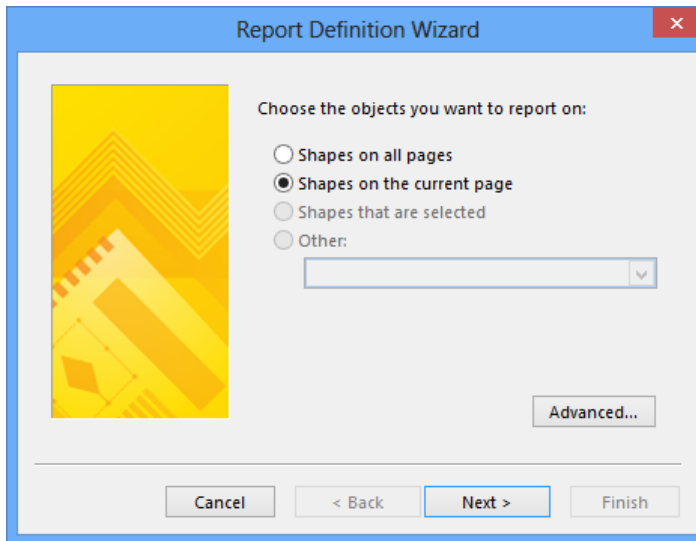 Report Definition Wizard
Choose the objects you want to report on:
Shapes on all pages
Shapes on the current page
Shapes that are selected
Other:
Advanced...
Cancel < Back Next > Finish